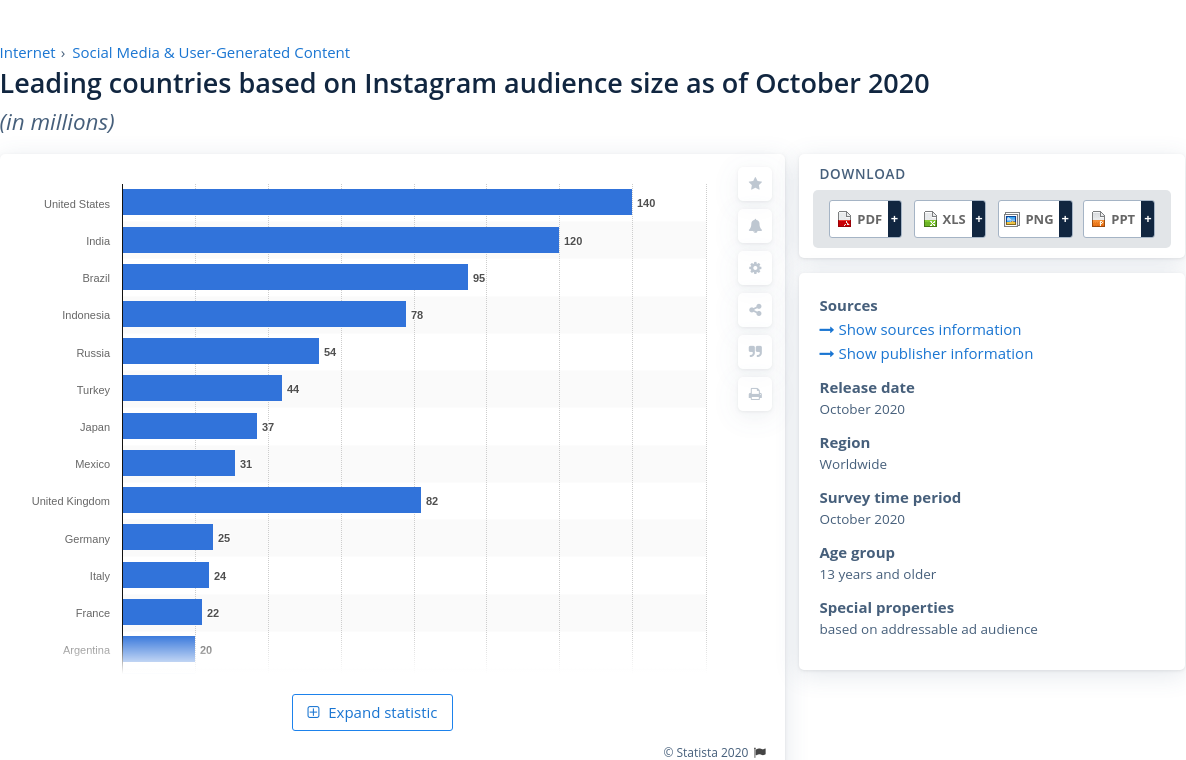 Internet › Social Media & User-Generated Content
Leading countries based on Instagram audience size as of October 2020
(in millions)
United States 140
India 120
Brazil 95
Indonesia 78
Russia 54
Turkey 44
Japan 37
Mexico 31
United Kingdom 82
Germany 25
Italy 24
France 22
Argentina 20
Expand statistic
© Statista 2020
DOWNLOAD
PDF + XLS + PNG + PPT +
Sources
Show sources information
Show publisher information
Release date
October 2020
Region
Worldwide
Survey time period
October 2020
Age group
13 years and older
Special properties
based on addressable ad audience